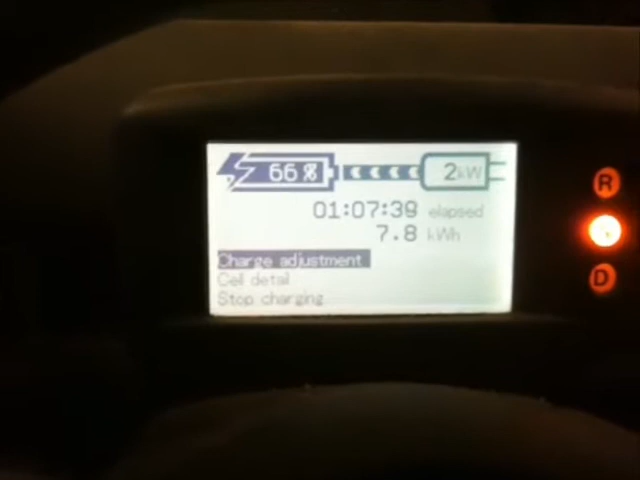 66% 2kW
01:07:39 elapsed
7.8 kWh
Charge adjustment
Cell detail
Stop charging
R
N
D